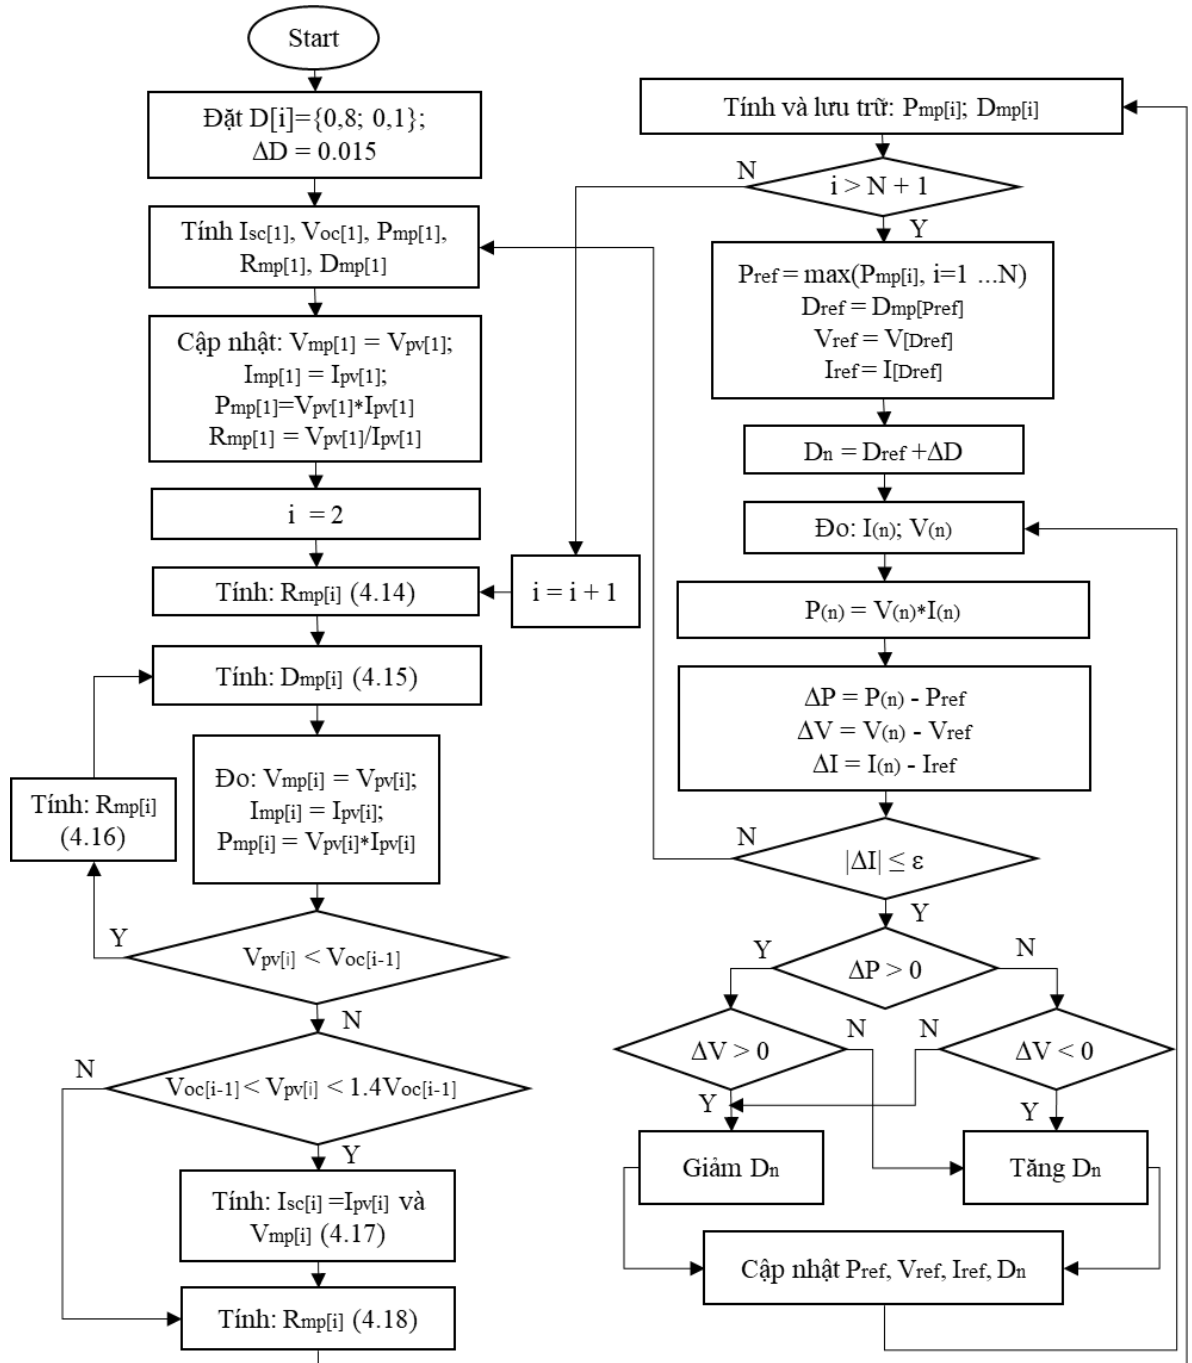 Start
Đặt D[i]={0,8; 0,1};
ΔD = 0.015
Tính Isc[1], Voc[1], Pmp[1],
Rmp[1], Dmp[1]
Cập nhật: Vmp[1] = Vpv[1];
Imp[1] = Ipv[1];
Pmp[1]=Vpv[1]*Ipv[1]
Rmp[1] = Vpv[1]/Ipv[1]
i = 2
Tính: Rmp[i] (4.14)
i = i + 1
Tính: Dmp[i] (4.15)
Đo: Vmp[i] = Vpv[i];
Imp[i] = Ipv[i];
Pmp[i] = Vpv[i]*Ipv[i]
Tính: Rmp[i]
(4.16)
Y
Vpv[i] < Voc[i-1]
N
N
Voc[i-1] < Vpv[i] < 1.4Voc[i-1]
Y
Tính: Isc[i] =Ipv[i] và
Vmp[i] (4.17)
Tính: Rmp[i] (4.18)
Tính và lưu trữ: Pmp[i]; Dmp[i]
N
i > N + 1
Y
Pref = max(Pmp[i], i=1 ...N)
Dref = Dmp[Pref]
Vref = V[Dref]
Iref = I[Dref]
Dn = Dref +ΔD
Đo: I(n); V(n)
P(n) = V(n)*I(n)
ΔP = P(n) - Pref
ΔV = V(n) - Vref
ΔI = I(n) - Iref
N
|ΔI| ≤ ε
Y
Y
ΔP > 0
N
ΔV > 0
N
N
ΔV < 0
Y
Y
Giảm Dn
Tăng Dn
Cập nhật Pref, Vref, Iref, Dn